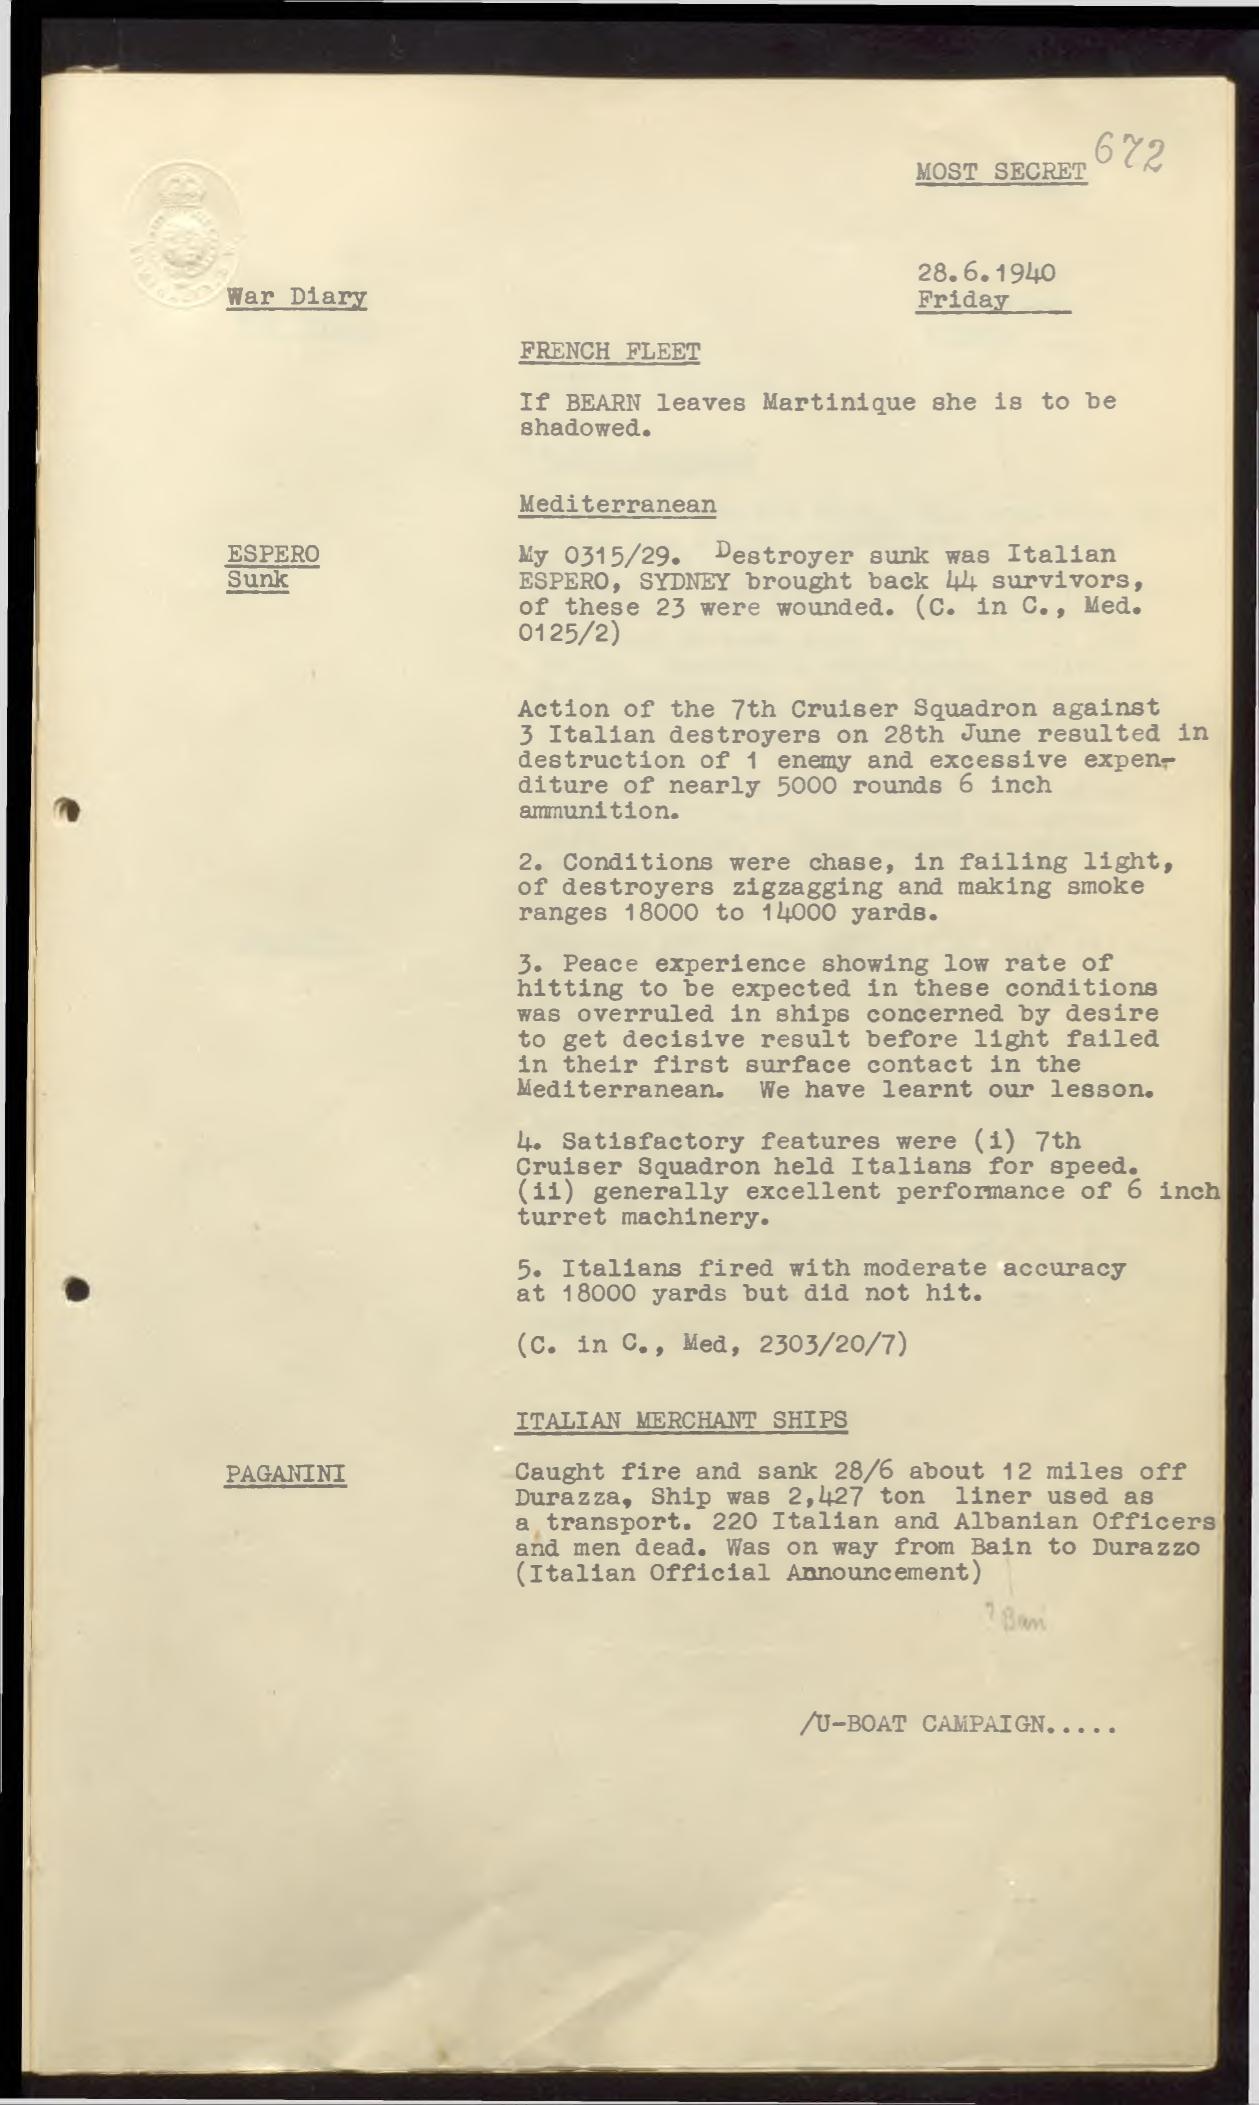 672
MOST SECRET
28.6.1940
Friday
War Diary
FRENCH FLEET
If BEARN leaves Martinique she is to be
shadowed.
Mediterranean
ESPERO
Sunk
My 0315/29. Destroyer sunk was Italian
ESPERO, SYDNEY brought back 44 survivors,
of these 23 were wounded. (C. in C., Med.
0125/2)
Action of the 7th Cruiser Squadron against
3 Italian destroyers on 28th June resulted in
destruction of 1 enemy and excessive expen-
diture of nearly 5000 rounds 6 inch
ammunition.
2. Conditions were chase, in failing light,
of destroyers zigzagging and making smoke
ranges 18000 to 14000 yards.
3. Peace experience showing low rate of
hitting to be expected in these conditions
was overruled in ships concerned by desire
to get decisive result before light failed
in their first surface contact in the
Mediterranean. We have learnt our lesson.
4. Satisfactory features were (i) 7th
Cruiser Squadron held Italians for speed.
(ii) generally excellent performance of 6 inch
turret machinery.
5. Italians fired with moderate accuracy
at 18000 yards but did not hit.
(C. in C., Med, 2303/20/7)
ITALIAN MERCHANT SHIPS
PAGANINI
Caught fire and sank 28/6 about 12 miles off
Durazza, Ship was 2,427 ton liner used as
a transport. 220 Italian and Albanian Officers
and men dead. Was on way from Bain to Durazzo
(Italian Official Announcement)
? Bari
/U-BOAT CAMPAIGN.....